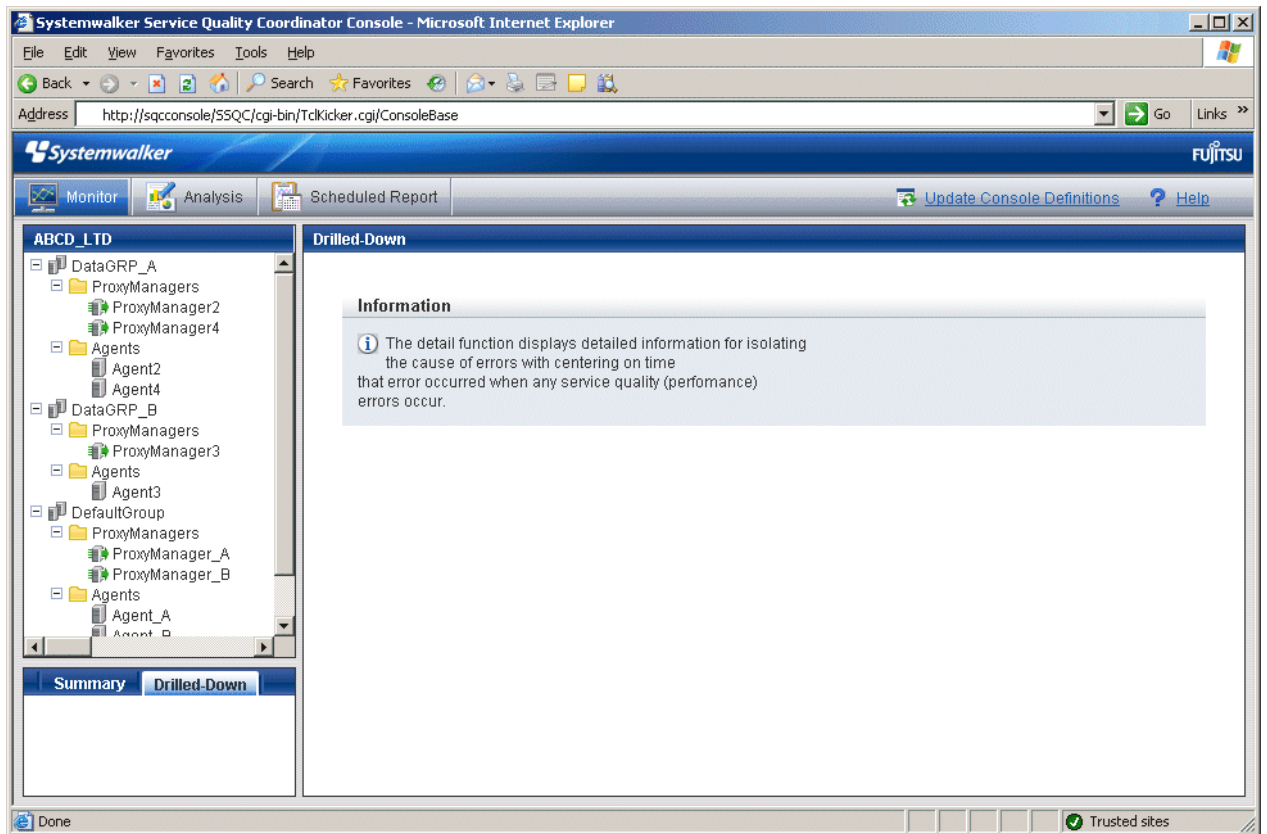 Systemwalker Service Quality Coordinator Console - Microsoft Internet Explorer
File Edit View Favorites Tools Help
Back Search Favorites
Address http://sqcconsole/SSQC/cgi-bin/TclKicker.cgi/ConsoleBase Go Links »
Systemwalker FUJITSU
Monitor Analysis Scheduled Report Update Console Definitions ? Help
ABCD_LTD
DataGRP_A
ProxyManagers
ProxyManager2
ProxyManager4
Agents
Agent2
Agent4
DataGRP_B
ProxyManagers
ProxyManager3
Agents
Agent3
DefaultGroup
ProxyManagers
ProxyManager_A
ProxyManager_B
Agents
Agent_A
Agent_B
Summary Drilled-Down
Drilled-Down
Information
The detail function displays detailed information for isolating
the cause of errors with centering on time
that error occurred when any service quality (perfomance)
errors occur.
Done Trusted sites